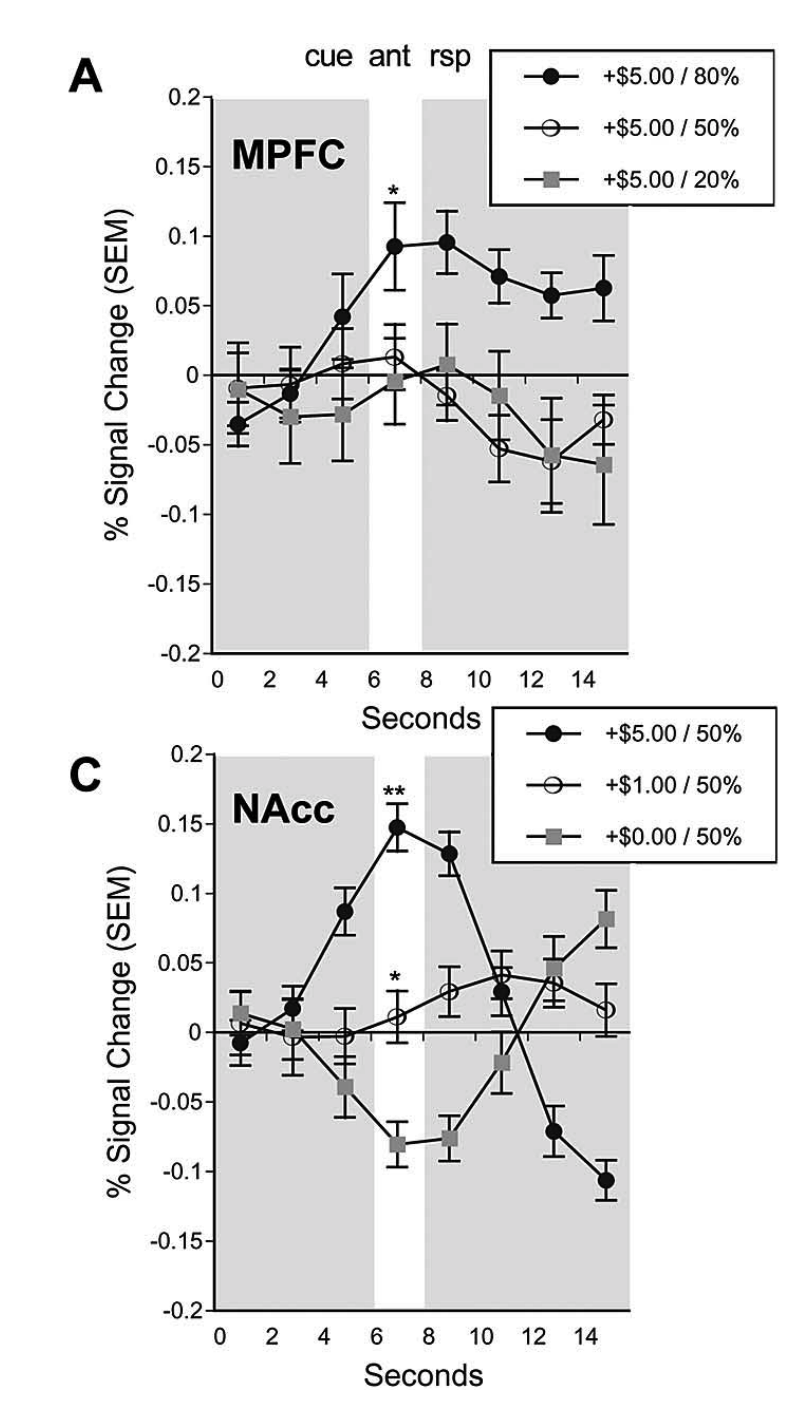 A
cue ant rsp
+$5.00 / 80%
+$5.00 / 50%
+$5.00 / 20%
MPFC
*
% Signal Change (SEM)
0.2
0.15
0.1
0.05
0
-0.05
-0.1
-0.15
-0.2
0 2 4 6 8 10 12 14
Seconds
C
+$5.00 / 50%
+$1.00 / 50%
+$0.00 / 50%
NAcc
**
*
% Signal Change (SEM)
0.2
0.15
0.1
0.05
0
-0.05
-0.1
-0.15
-0.2
0 2 4 6 8 10 12 14
Seconds